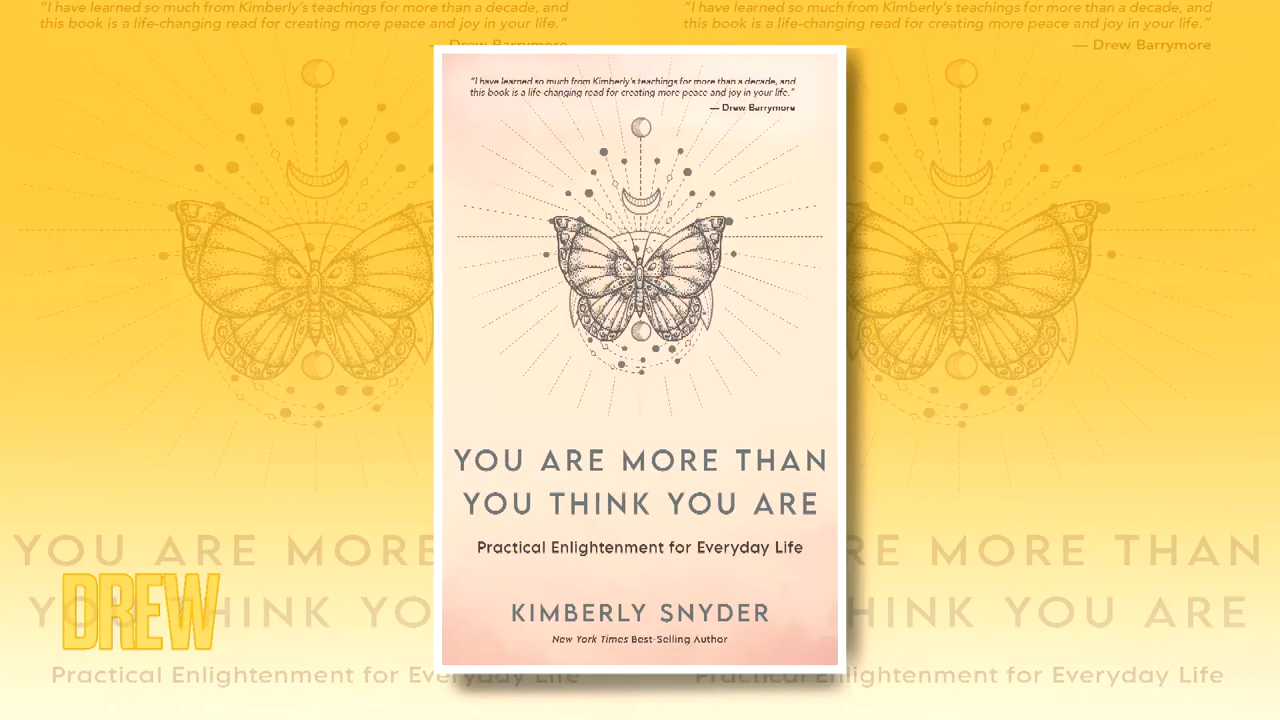 “I have learned so much from Kimberly’s teachings for more than a decade, and
this book is a life-changing read for creating more peace and joy in your life.”
— Drew Barrymore
“I have learned so much from Kimberly’s teachings for more than a decade, and
this book is a life-changing read for creating more peace and joy in your life.”
— Drew Barrymore
“I have learned so much from Kimberly’s teachings for more than a decade, and
this book is a life-changing read for creating more peace and joy in your life.”
— Drew Barrymore
YOU ARE MORE THAN
YOU THINK YOU ARE
Practical Enlightenment for Everyday Life
KIMBERLY SNYDER
New York Times Best-Selling Author
YOU ARE MORE
YOU THINK YO
Practical Enlightenment for Everyday Life
DREW
RE MORE THAN
HINK YOU ARE
Practical Enlightenment for Everyday Life